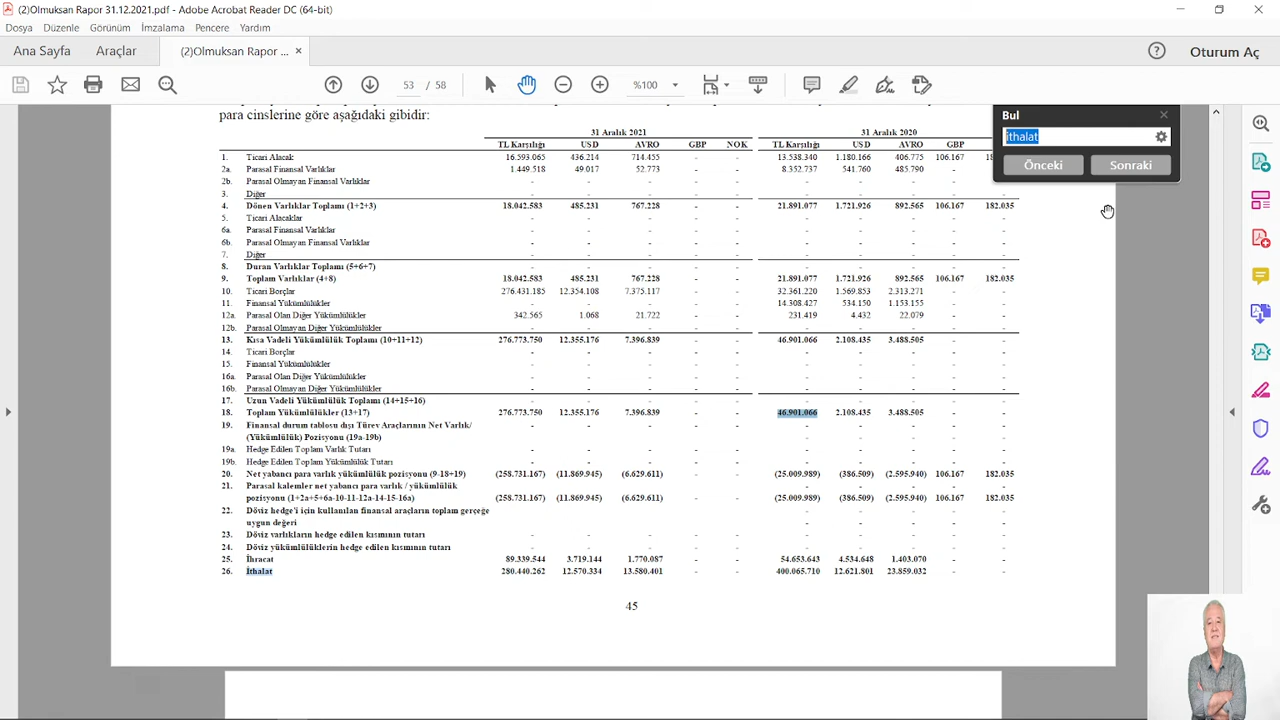 (2)Olmuksan Rapor 31.12.2021.pdf - Adobe Acrobat Reader DC (64-bit)
Dosya Düzenle Görünüm İmzalama Pencere Yardım
Ana Sayfa Araçlar (2)Olmuksan Rapor ... × Oturum Aç
53 / 58 %100
Bul
İthalat
Önceki Sonraki
para cinslerine göre aşağıdaki gibidir:
31 Aralık 2021 31 Aralık 2020
TL Karşılığı USD AVRO GBP NOK TL Karşılığı USD AVRO GBP
1. Ticari Alacak 16.593.065 436.214 714.455 - - 13.538.340 1.180.166 406.775 106.167
2a. Parasal Finansal Varlıklar 1.449.518 49.017 52.773 - - 8.352.737 541.760 485.790 - -
2b. Parasal Olmayan Finansal Varlıklar - - - - - - - - - -
3. Diğer - - - - - - - - - -
4. Dönen Varlıklar Toplamı (1+2+3) 18.042.583 485.231 767.228 - - 21.891.077 1.721.926 892.565 106.167 182.035
5. Ticari Alacaklar - - - - - - - - - -
6a. Parasal Finansal Varlıklar - - - - - - - - - -
6b. Parasal Olmayan Finansal Varlıklar - - - - - - - - - -
7. Diğer - - - - - - - - - -
8. Duran Varlıklar Toplamı (5+6+7) - - - - - - - - - -
9. Toplam Varlıklar (4+8) 18.042.583 485.231 767.228 - - 21.891.077 1.721.926 892.565 106.167 182.035
10. Ticari Borçlar 276.431.185 12.354.108 7.375.117 - - 32.361.220 1.569.853 2.313.271 - -
11. Finansal Yükümlülükler - - - - - 14.308.427 534.150 1.153.155 - -
12a. Parasal Olan Diğer Yükümlülükler 342.565 1.068 21.722 - - 231.419 4.432 22.079 - -
12b. Parasal Olmayan Diğer Yükümlülükler - - - - - - - - - -
13. Kısa Vadeli Yükümlülük Toplamı (10+11+12) 276.773.750 12.355.176 7.396.839 - - 46.901.066 2.108.435 3.488.505 - -
14. Ticari Borçlar - - - - - - - - - -
15. Finansal Yükümlülükler - - - - - - - - - -
16a. Parasal Olan Diğer Yükümlülükler - - - - - - - - - -
16b. Parasal Olmayan Diğer Yükümlülükler - - - - - - - - - -
17. Uzun Vadeli Yükümlülük Toplamı (14+15+16) - - - - - - - - - -
18. Toplam Yükümlülükler (13+17) 276.773.750 12.355.176 7.396.839 - - 46.901.066 2.108.435 3.488.505 - -
19. Finansal durum tablosu dışı Türev Araçlarının Net Varlık/ - - - - - - - - - -
(Yükümlülük) Pozisyonu (19a-19b) - - - - -
19a. Hedge Edilen Toplam Varlık Tutarı - - - - -
19b. Hedge Edilen Toplam Yükümlülük Tutarı - - - - - - - - - -
20. Net yabancı para varlık yükümlülük pozisyonu (9-18+19) (258.731.167) (11.869.945) (6.629.611) - - (25.009.989) (386.509) (2.595.940) 106.167 182.035
21. Parasal kalemler net yabancı para varlık / yükümlülük - - - - -
pozisyonu (1+2a+5+6a-10-11-12a-14-15-16a) (258.731.167) (11.869.945) (6.629.611) - - (25.009.989) (386.509) (2.595.940) 106.167 182.035
22. Döviz hedge'i için kullanılan finansal araçların toplam gerçeğe - - - - -
uygun değeri - - - - -
23. Döviz varlıkların hedge edilen kısmının tutarı - - - - - - - - - -
24. Döviz yükümlülüklerin hedge edilen kısmının tutarı - - - - - - - - - -
25. İhracat 89.339.544 3.719.144 1.770.087 - - 54.653.643 4.534.648 1.403.070 - -
26. İthalat 280.440.262 12.570.334 13.580.401 - - 400.065.710 12.621.801 23.859.032 - -
45